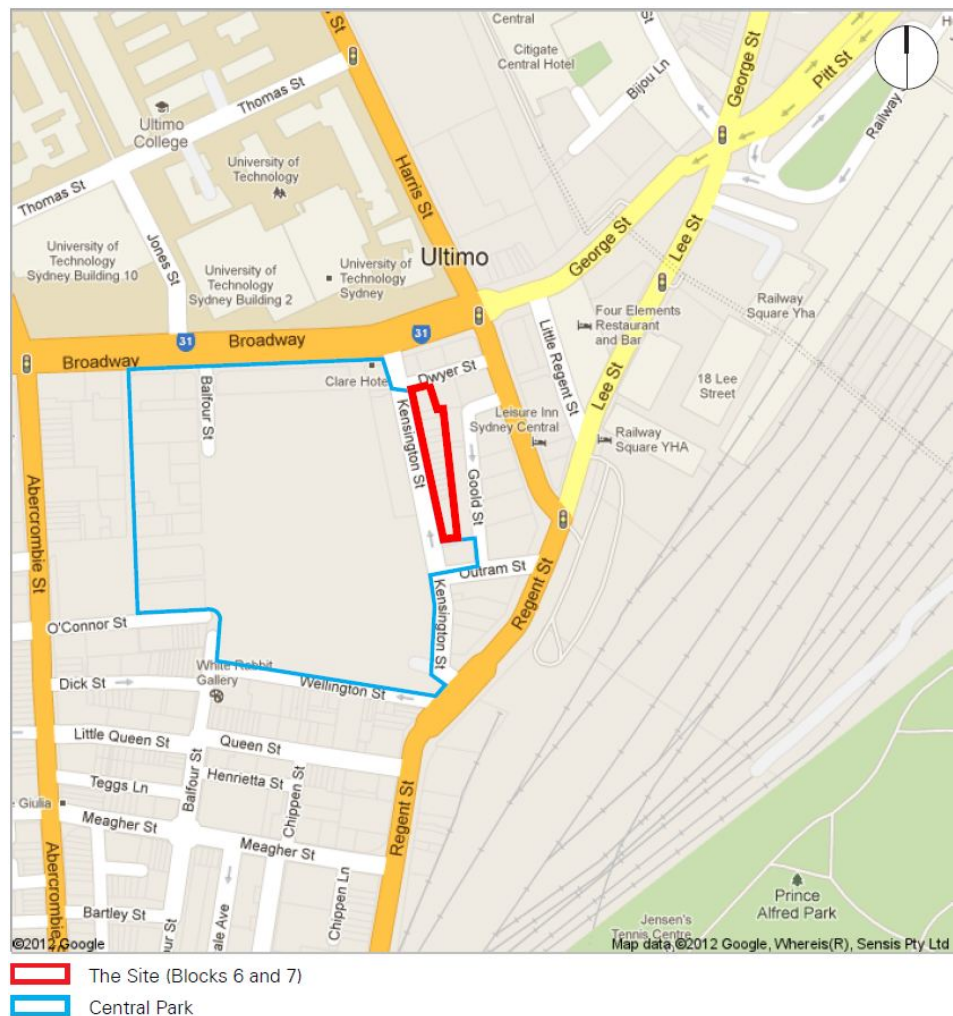 Central
Citigate
Central Hotel
Bijou Ln
George St
Pitt St
Railway
Thomas St
Ultimo
College
University of
Technology
Harris St
Thomas St
Jones St
University of
Technology
Sydney Building 10
University of
Technology
Sydney Building 2
University of
Technology
Sydney
Ultimo
George St
Lee St
Railway
Square Yha
Four Elements
Restaurant
and Bar
Little Regent St
31
31
Broadway
Broadway
Clare Hotel
Dwyer St
18 Lee
Street
Lee St
Balfour St
Kensington St
Leisure Inn
Sydney Central
Railway
Square YHA
Goold St
Abercrombie St
Outram St
Regent St
Kensington St
O'Connor St
White Rabbit
Gallery
Dick St
Wellington St
Little Queen St
Queen St
Balfour St
Henrietta St
Teggs Ln
Chippen St
Regent St
Giulia
Meagher St
Meagher St
Abercrombie
Chippen Ln
Bartley St
Prince
Alfred Park
Jensen's
Tennis Centre
©2012 Google
Map data ©2012 Google, Whereis(R), Sensis Pty Ltd
The Site (Blocks 6 and 7)
Central Park